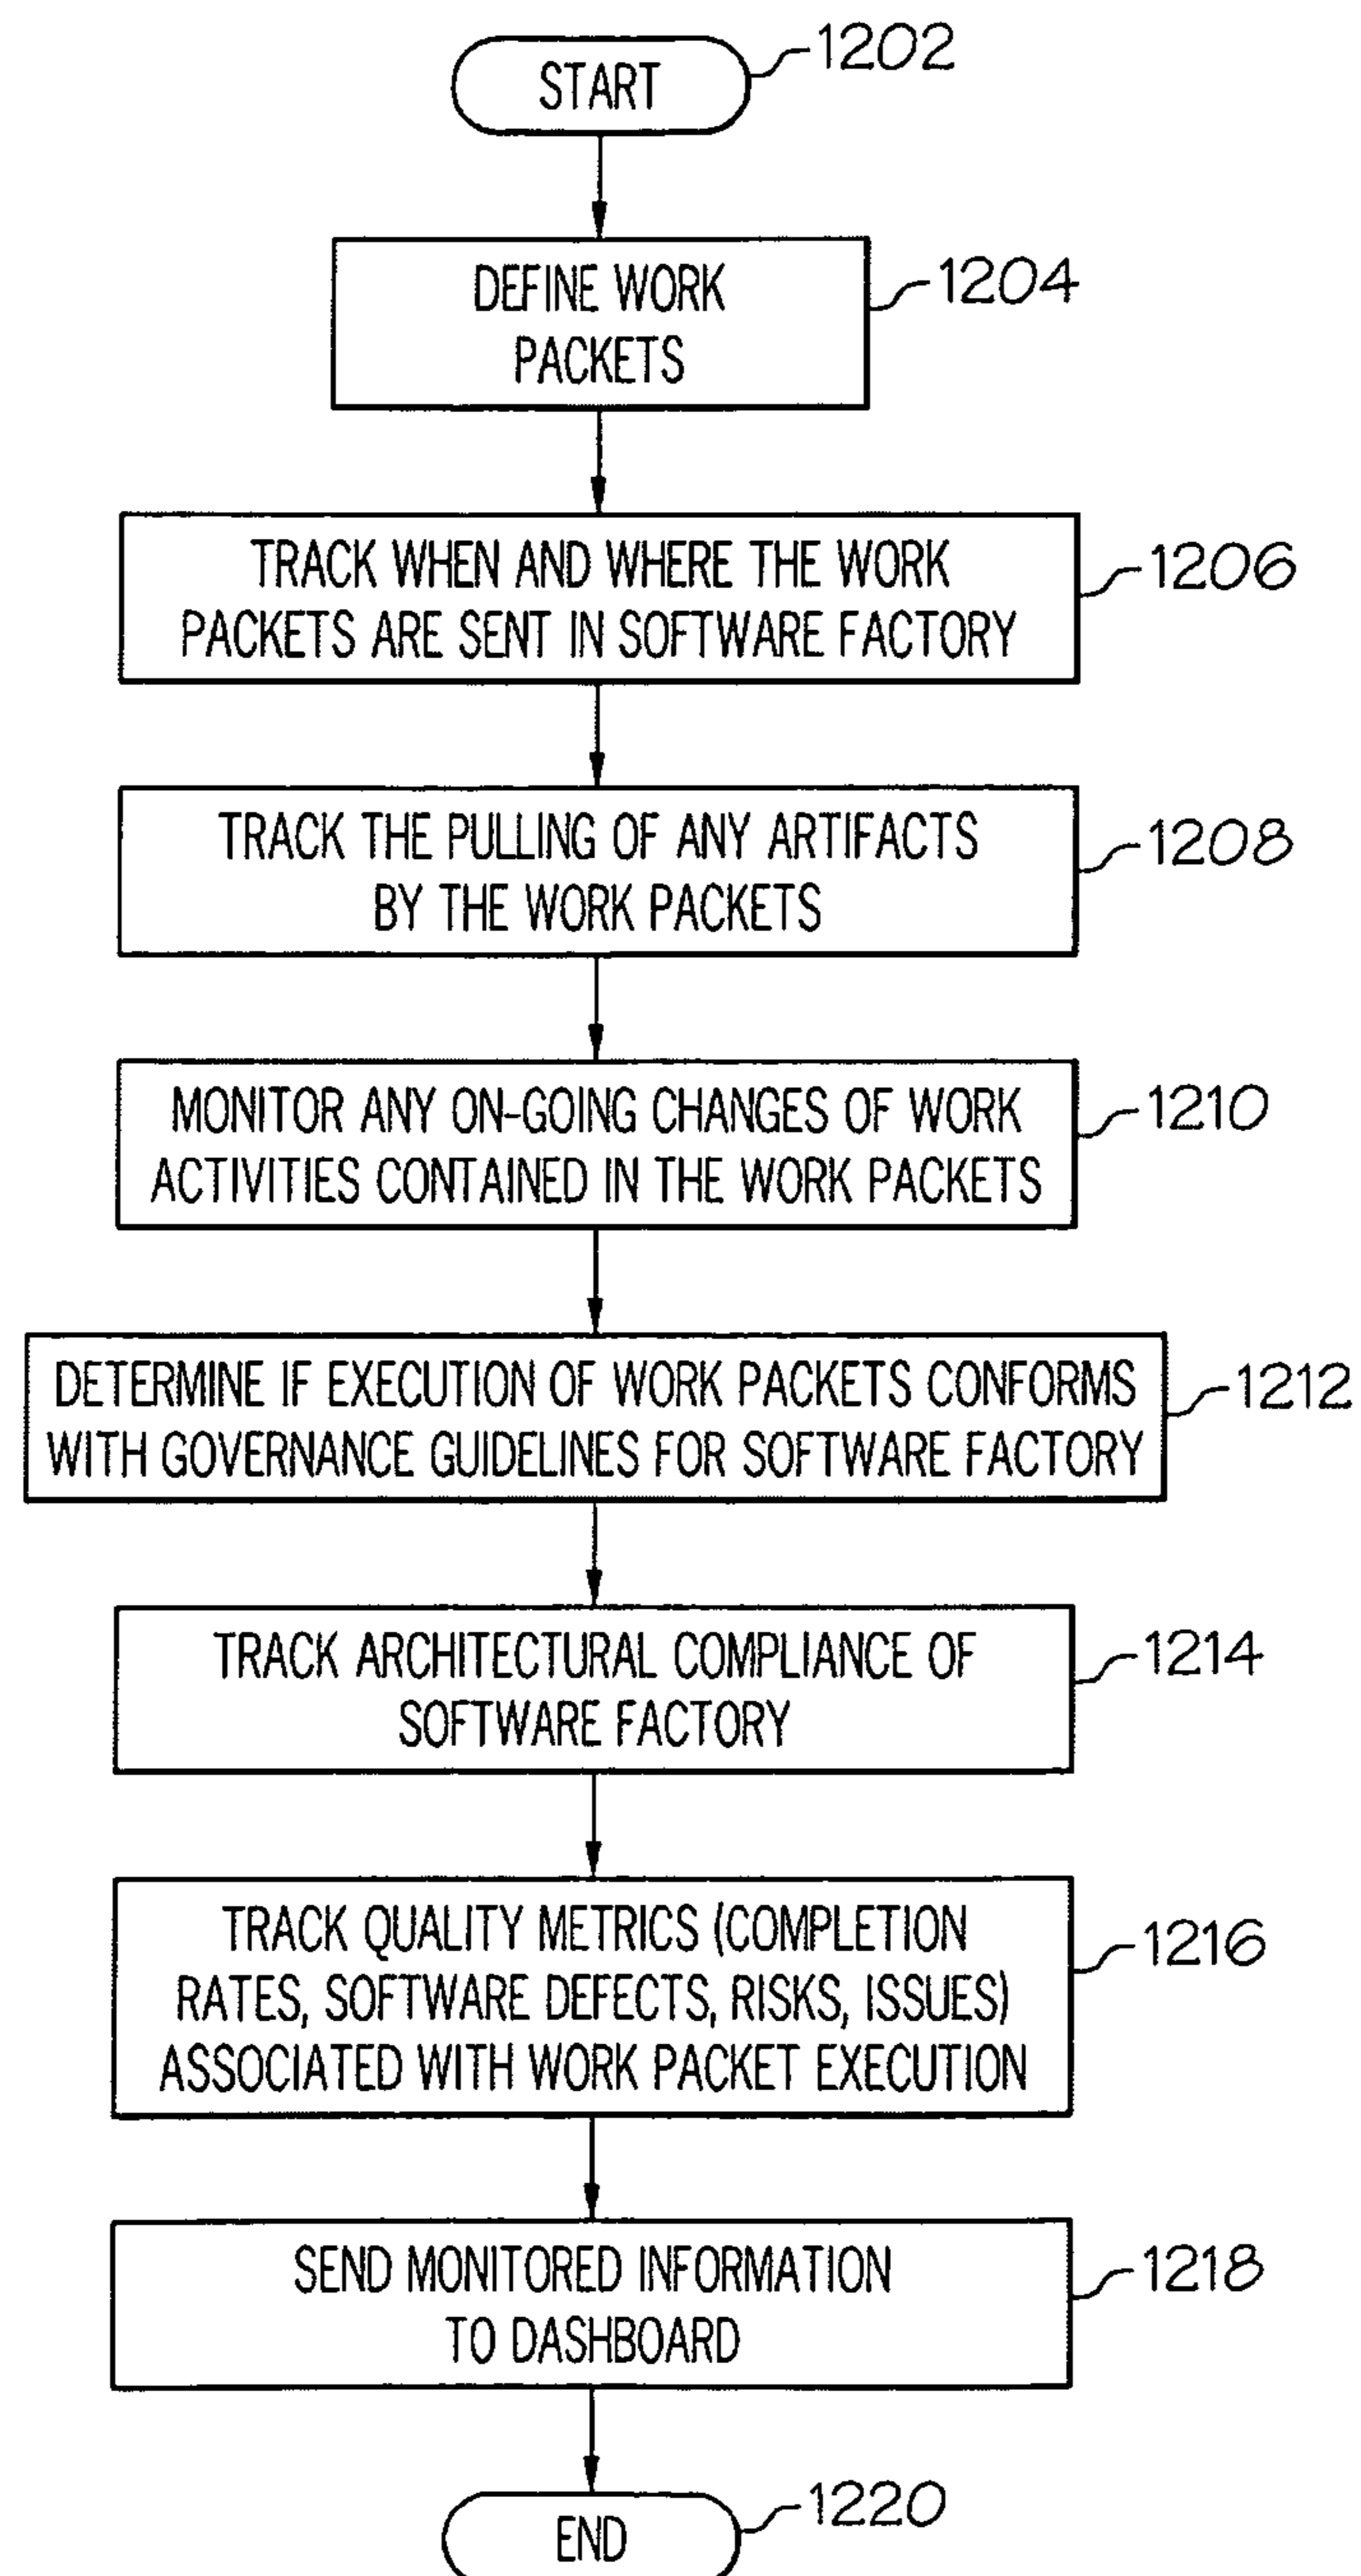 START
1202
DEFINE WORK
PACKETS
1204
TRACK WHEN AND WHERE THE WORK
PACKETS ARE SENT IN SOFTWARE FACTORY
1206
TRACK THE PULLING OF ANY ARTIFACTS
BY THE WORK PACKETS
1208
MONITOR ANY ON-GOING CHANGES OF WORK
ACTIVITIES CONTAINED IN THE WORK PACKETS
1210
DETERMINE IF EXECUTION OF WORK PACKETS CONFORMS
WITH GOVERNANCE GUIDELINES FOR SOFTWARE FACTORY
1212
TRACK ARCHITECTURAL COMPLIANCE OF
SOFTWARE FACTORY
1214
TRACK QUALITY METRICS (COMPLETION
RATES, SOFTWARE DEFECTS, RISKS, ISSUES)
ASSOCIATED WITH WORK PACKET EXECUTION
1216
SEND MONITORED INFORMATION
TO DASHBOARD
1218
END
1220